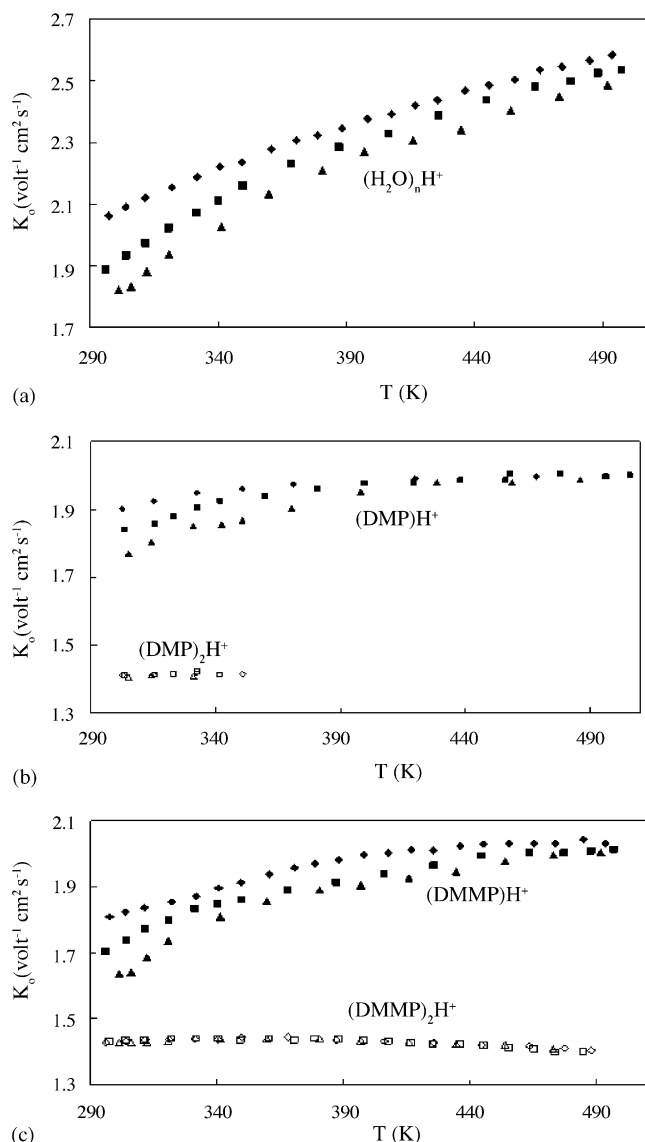 2.7
2.5
2.3
2.1
1.9
1.7
K₀(volt⁻¹ cm² s⁻¹)
(H₂O)ₙH⁺
290 340 390 440 490
T (K)
(a)
2.1
1.9
1.7
1.5
1.3
K₀(volt⁻¹ cm² s⁻¹)
(DMP)H⁺
(DMP)₂H⁺
290 340 390 440 490
T (K)
(b)
2.1
1.9
1.7
1.5
1.3
K₀(volt⁻¹ cm² s⁻¹)
(DMMP)H⁺
(DMMP)₂H⁺
290 340 390 440 490
T (K)
(c)